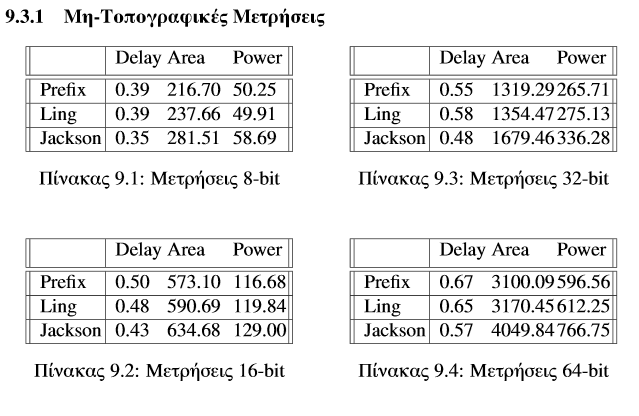 9.3.1 Μη-Τοπογραφικές Μετρήσεις
Delay Area Power
Prefix 0.39 216.70 50.25
Ling 0.39 237.66 49.91
Jackson 0.35 281.51 58.69
Πίνακας 9.1: Μετρήσεις 8-bit
Delay Area Power
Prefix 0.55 1319.29 265.71
Ling 0.58 1354.47 275.13
Jackson 0.48 1679.46 336.28
Πίνακας 9.3: Μετρήσεις 32-bit
Delay Area Power
Prefix 0.50 573.10 116.68
Ling 0.48 590.69 119.84
Jackson 0.43 634.68 129.00
Πίνακας 9.2: Μετρήσεις 16-bit
Delay Area Power
Prefix 0.67 3100.09 596.56
Ling 0.65 3170.45 612.25
Jackson 0.57 4049.84 766.75
Πίνακας 9.4: Μετρήσεις 64-bit